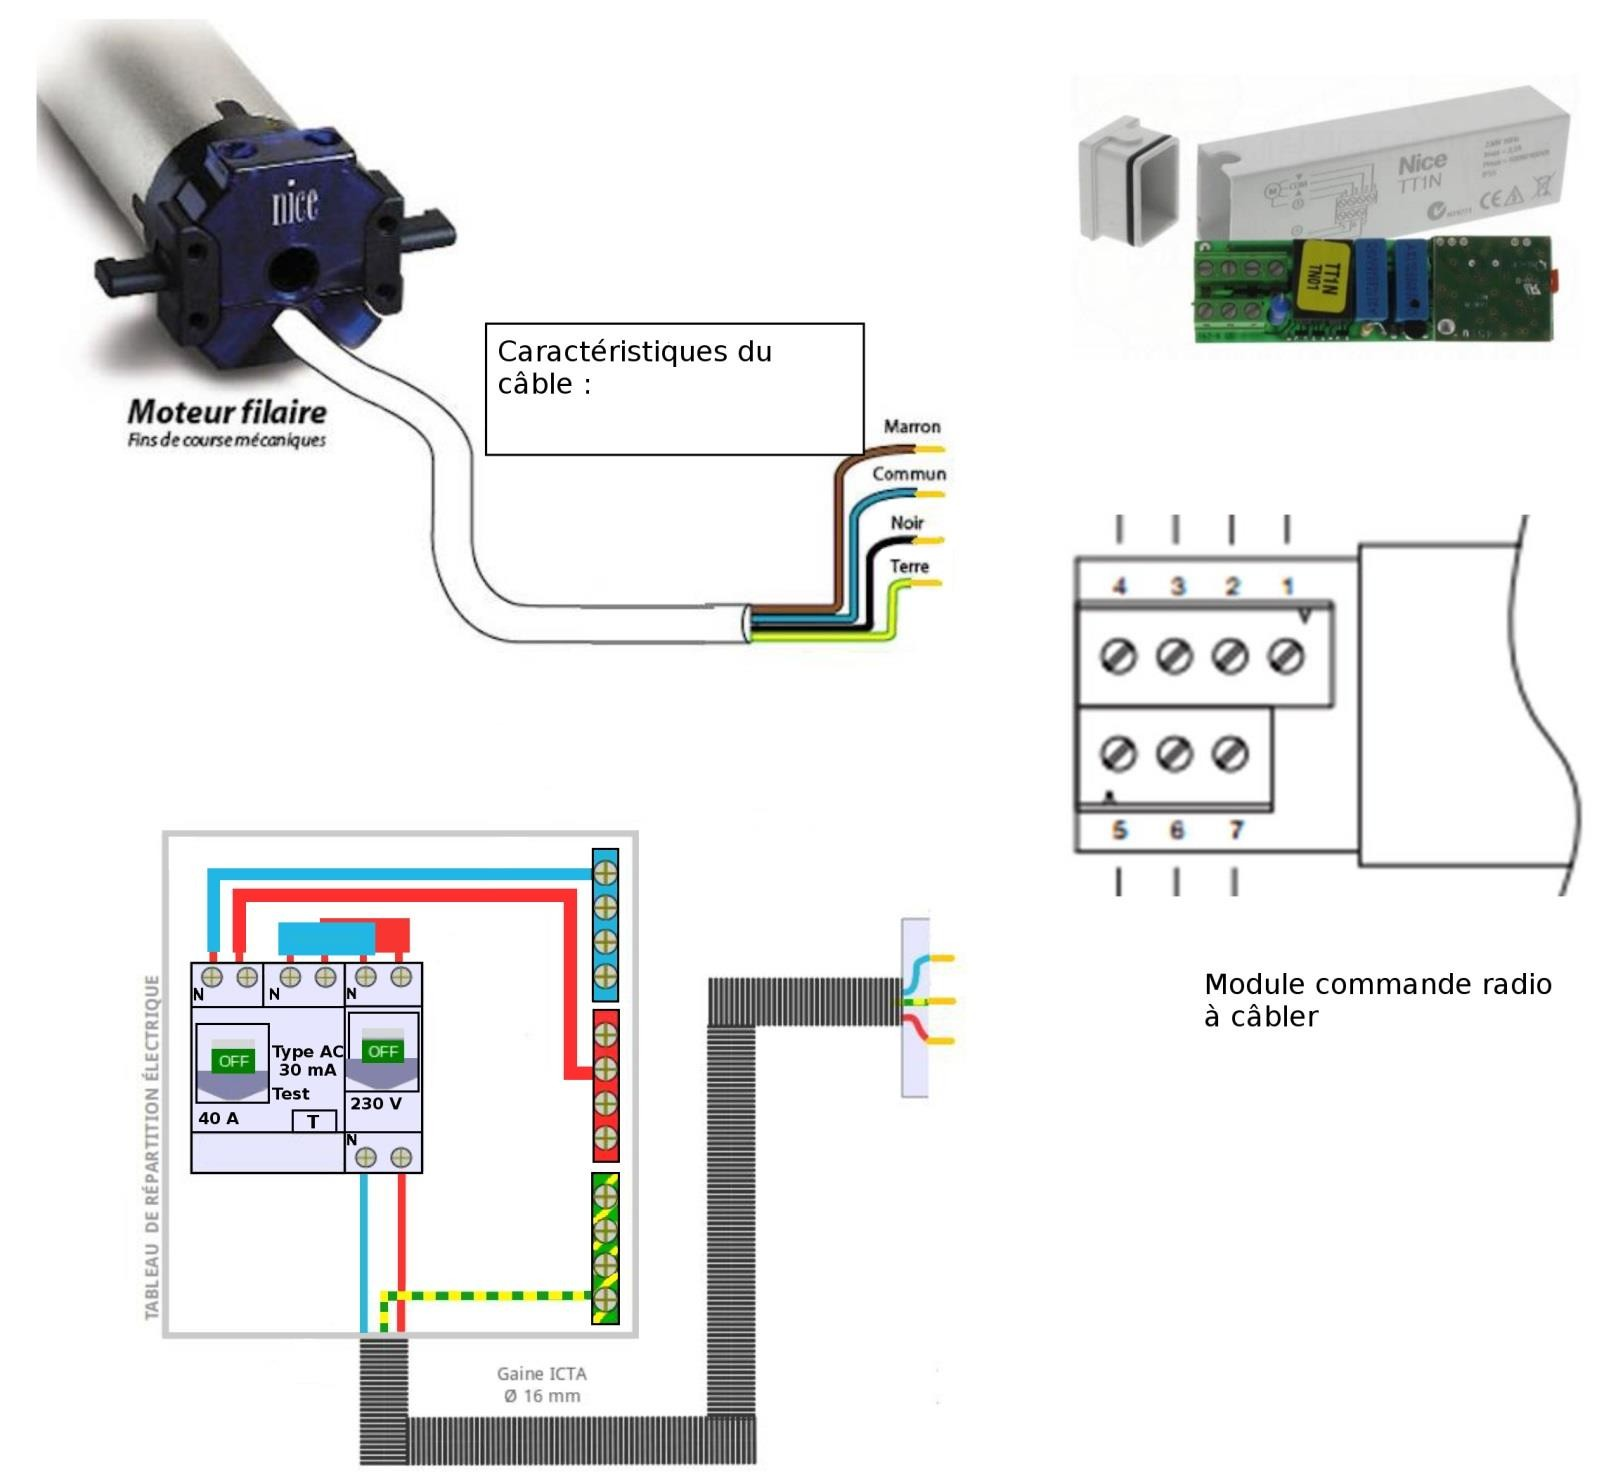 nice
Moteur filaire
Fins de course mécaniques
Caractéristiques du
câble :
Marron
Commun
Noir
Terre
Nice
TT1N
COM
TT1N
TN01
4 3 2 1
5 6 7
Module commande radio
à câbler
TABLEAU DE RÉPARTITION ÉLECTRIQUE
N N N
OFF OFF
Type AC
30 mA
Test
40 A
T
230 V
N
Gaine ICTA
Ø 16 mm